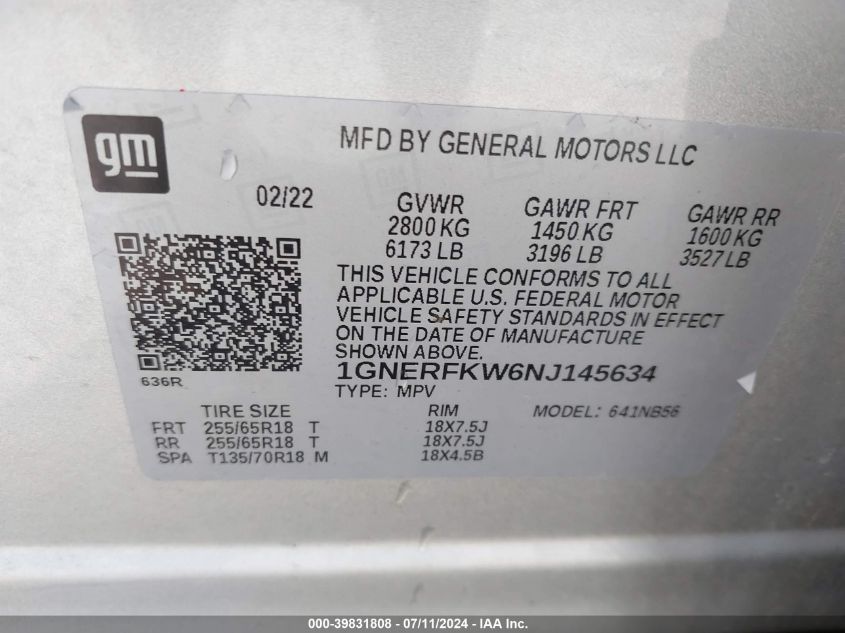 gm
MFD BY GENERAL MOTORS LLC
02/22
GVWR GAWR FRT GAWR RR
2800 KG 1450 KG 1600 KG
6173 LB 3196 LB 3527 LB
THIS VEHICLE CONFORMS TO ALL
APPLICABLE U.S. FEDERAL MOTOR
VEHICLE SAFETY STANDARDS IN EFFECT
ON THE DATE OF MANUFACTURE
SHOWN ABOVE.
636R
1GNERFKW6NJ145634
TYPE: MPV
TIRE SIZE RIM MODEL: 641NB56
FRT 255/65R18 T 18X7.5J
RR 255/65R18 T 18X7.5J
SPA T135/70R18 M 18X4.5B
000-39831808 - 07/11/2024 - IAA Inc.